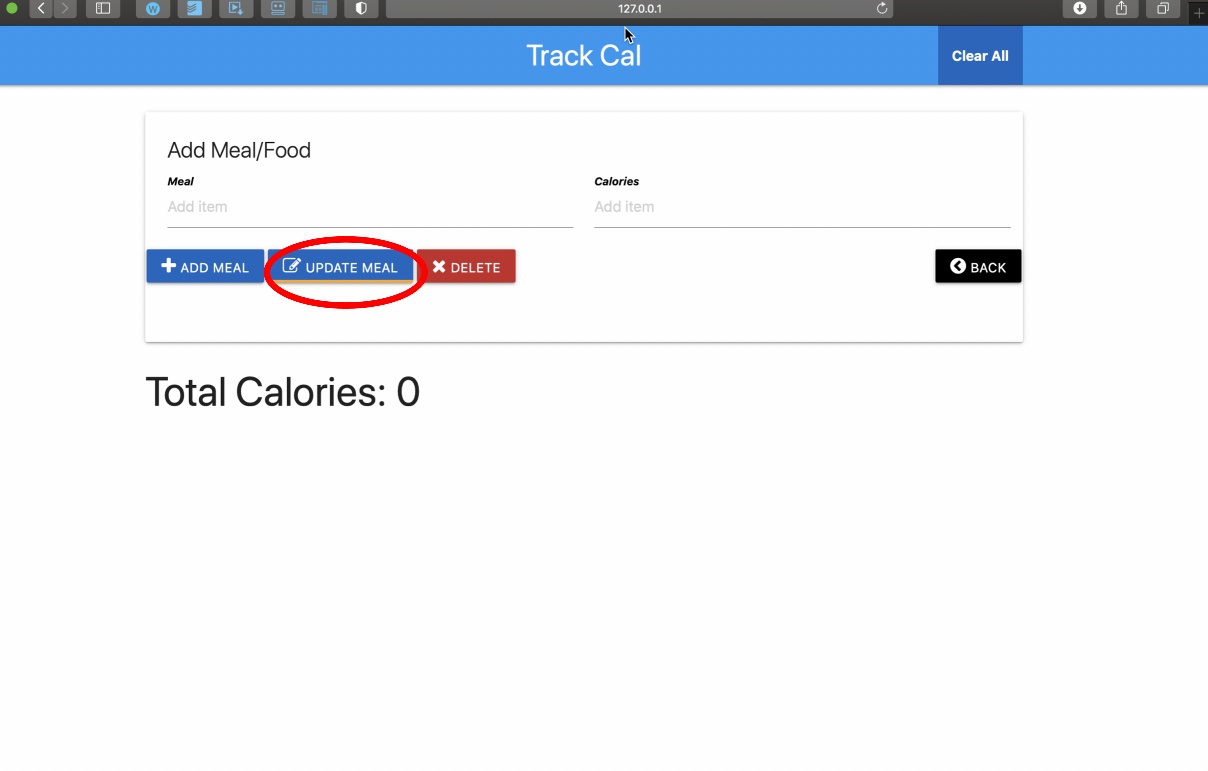 127.0.0.1
Track Cal
Clear All
Add Meal/Food
Meal Calories
Add item Add item
ADD MEAL UPDATE MEAL DELETE BACK
Total Calories: 0